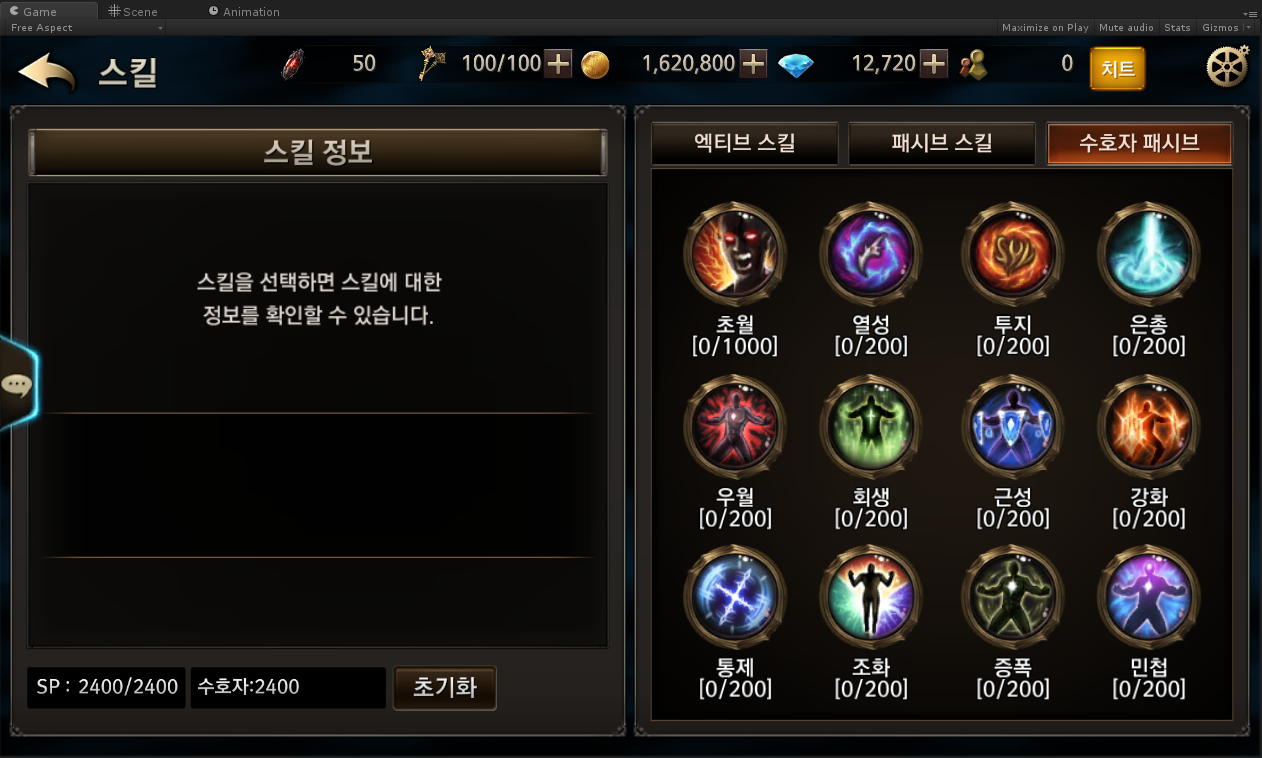 Game Scene Animation
Free Aspect Maximize on Play Mute audio Stats Gizmos
스킬 50 100/100 1,620,800 12,720 0 치트
스킬 정보
스킬을 선택하면 스킬에 대한
정보를 확인할 수 있습니다.
SP : 2400/2400 수호자:2400 초기화
엑티브 스킬 패시브 스킬 수호자 패시브
초월 열성 투지 은총
[0/1000] [0/200] [0/200] [0/200]
우월 회생 근성 강화
[0/200] [0/200] [0/200] [0/200]
통제 조화 증폭 민첩
[0/200] [0/200] [0/200] [0/200]